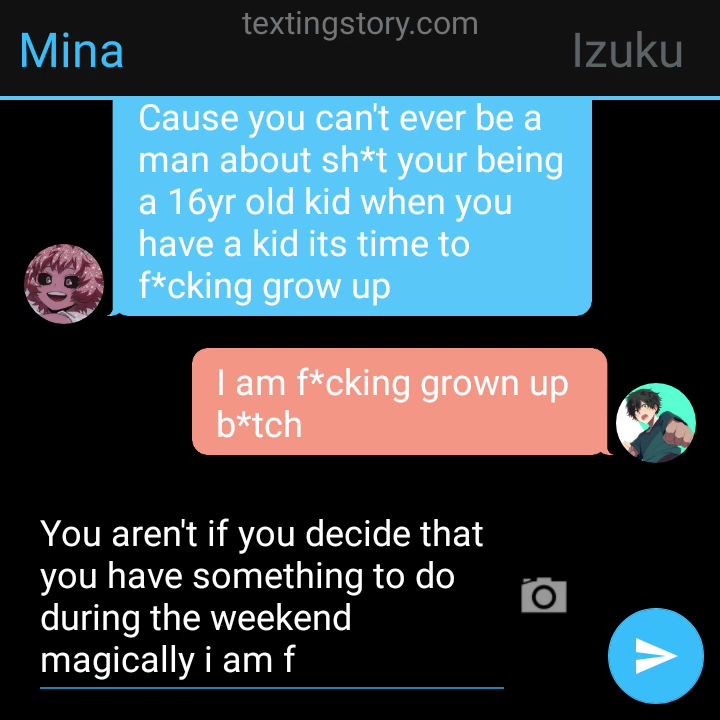 textingstory.com
Mina
Izuku
Cause you can't ever be a
man about sh*t your being
a 16yr old kid when you
have a kid its time to
f*cking grow up
I am f*cking grown up
b*tch
You aren't if you decide that
you have something to do
during the weekend
magically i am f